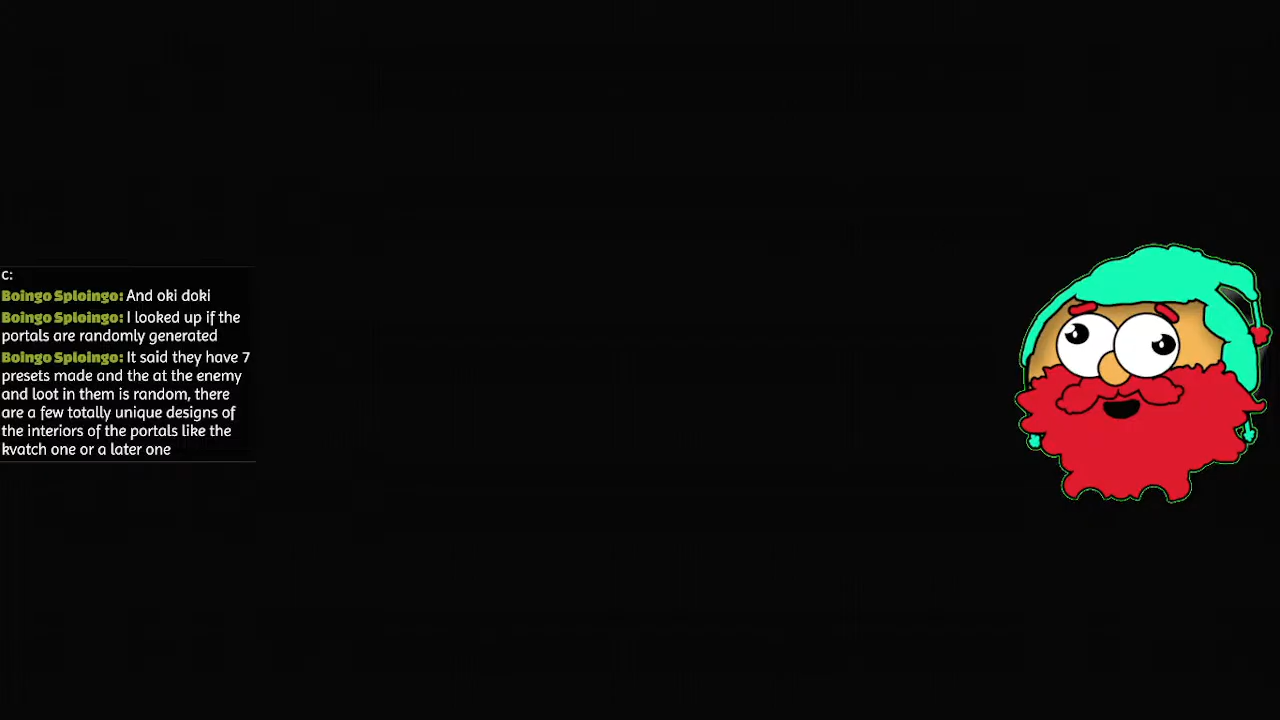 c:
Boingo Sploingo: And oki doki
Boingo Sploingo: I looked up if the
portals are randomly generated
Boingo Sploingo: It said they have 7
presets made and the at the enemy
and loot in them is random, there
are a few totally unique designs of
the interiors of the portals like the
kvatch one or a later one